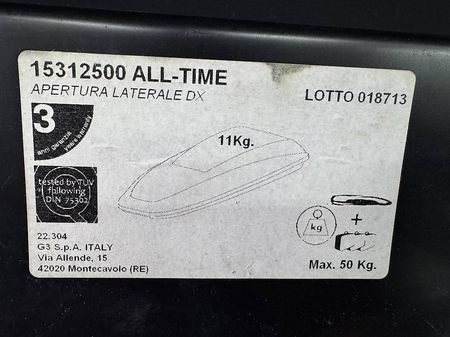 15312500 ALL-TIME
APERTURA LATERALE DX
LOTTO 018713
3
anni garanzia
11Kg.
tested by TÜV
following
DIN 75302
kg
+
22.304
G3 S.p.A. ITALY
Via Allende, 15
42020 Montecavolo (RE)
Max. 50 Kg.